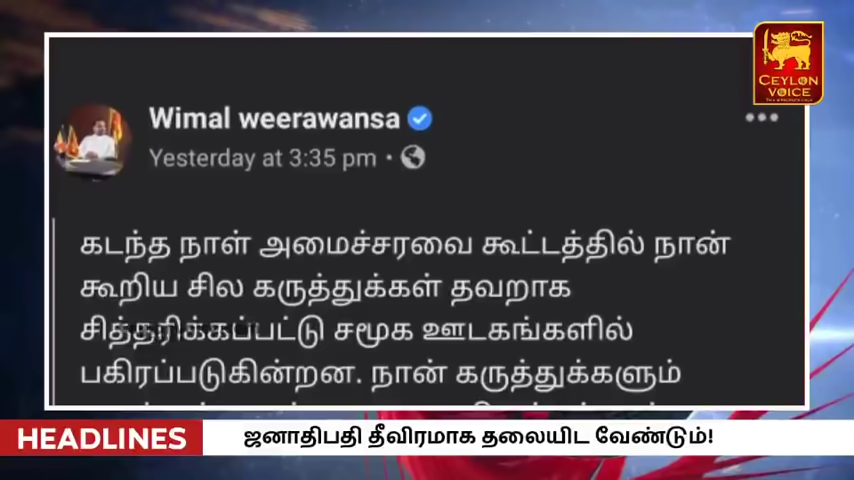 CEYLON
VOICE
Wimal weerawansa
Yesterday at 3:35 pm
கடந்த நாள் அமைச்சரவை கூட்டத்தில் நான்
கூறிய சில கருத்துக்கள் தவறாக
சித்தரிக்கப்பட்டு சமூக ஊடகங்களில்
பகிரப்படுகின்றன. நான் கருத்துக்களும்
HEADLINES
ஜனாதிபதி தீவிரமாக தலையிட வேண்டும்!